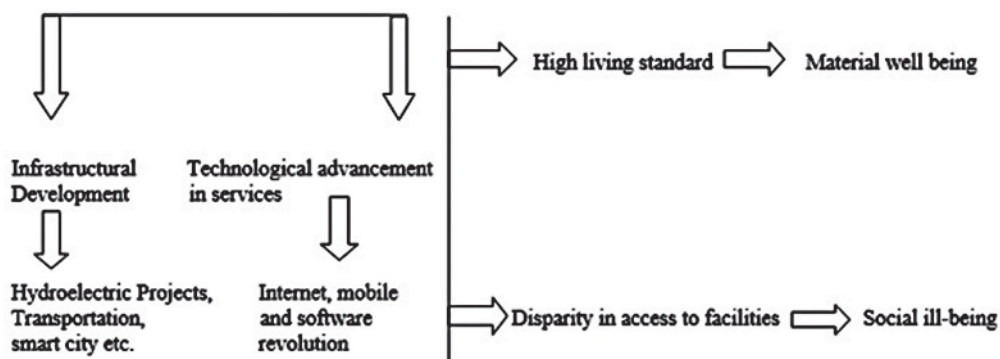 High living standard
Material well being
Infrastructural
Development
Technological advancement
in services
Hydroelectric Projects,
Transportation,
smart city etc.
Internet, mobile
and software
revolution
Disparity in access to facilities
Social ill-being